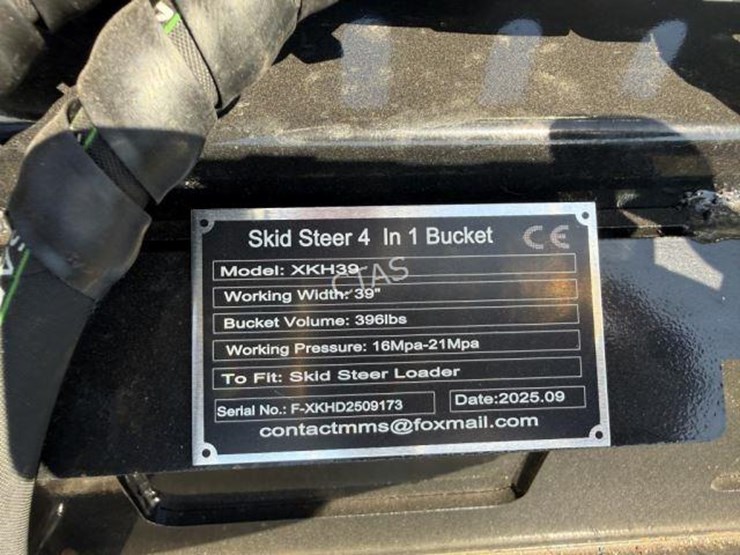 Skid Steer 4 In 1 Bucket CE
Model: XKH39
CTAS
Working Width: 39"
Bucket Volume: 396lbs
Working Pressure: 16Mpa-21Mpa
To Fit: Skid Steer Loader
Serial No.: F-XKHD2509173 Date:2025.09
contactmms@foxmail.com